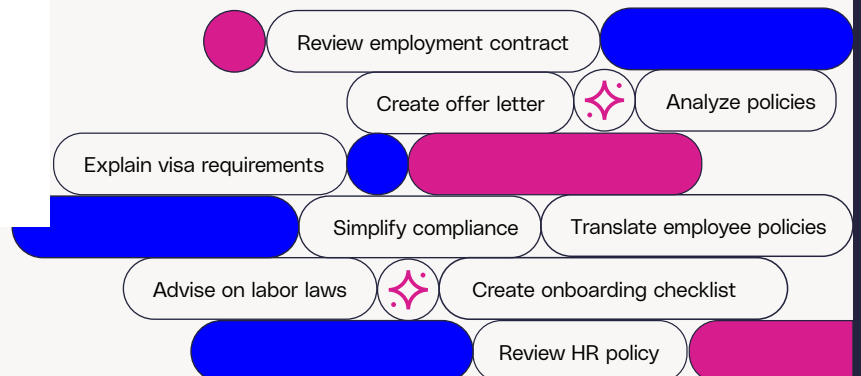 Review employment contract
Create offer letter
Analyze policies
Explain visa requirements
Simplify compliance
Translate employee policies
Advise on labor laws
Create onboarding checklist
Review HR policy